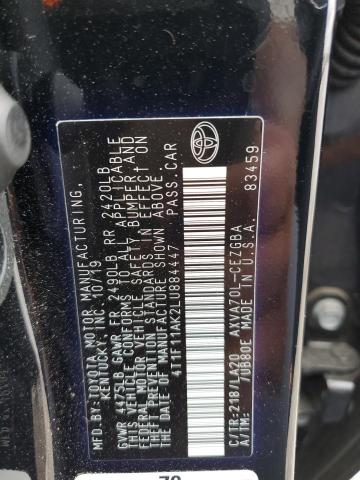 MFD.BY:TOYOTA MOTOR MANUFACTURING,
KENTUCKY, INC. 10/19
GVWR 4475LB GAWR FR 2490LB RR 2420LB
THIS VEHICLE CONFORMS TO ALL APPLICABLE
FEDERAL MOTOR VEHICLE SAFETY, BUMPER AND
THEFT PREVENTION STANDARDS IN EFFECT ON
THE DATE OF MANUFACTURE SHOWN ABOVE.
4T1F11AK2LU884447 PASS.CAR
83459
C/TR:218/LA20 AXVA70L-CEZGBA
A/TM: /UB80E MADE IN U.S.A.